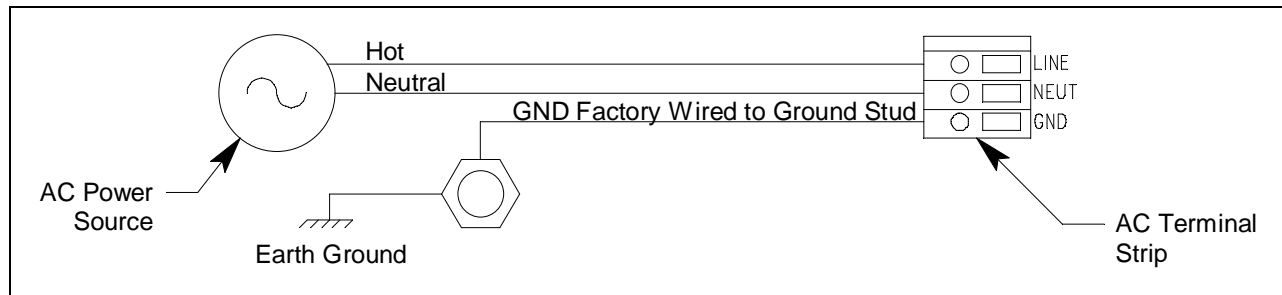 Hot
LINE
Neutral
NEUT
GND Factory Wired to Ground Stud
GND
AC Power
Source
Earth Ground
AC Terminal
Strip